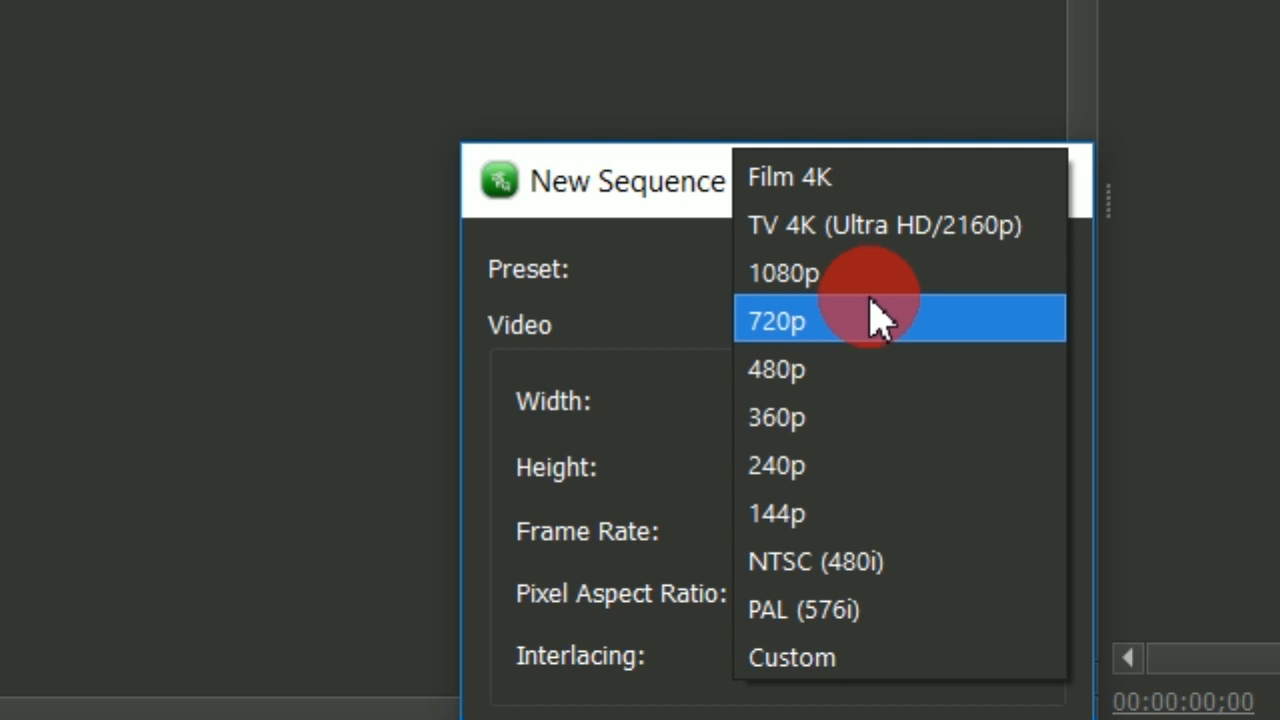 New Sequence
Preset:
Video
Width:
Height:
Frame Rate:
Pixel Aspect Ratio:
Interlacing:
Film 4K
TV 4K (Ultra HD/2160p)
1080p
720p
480p
360p
240p
144p
NTSC (480i)
PAL (576i)
Custom
00:00:00;00